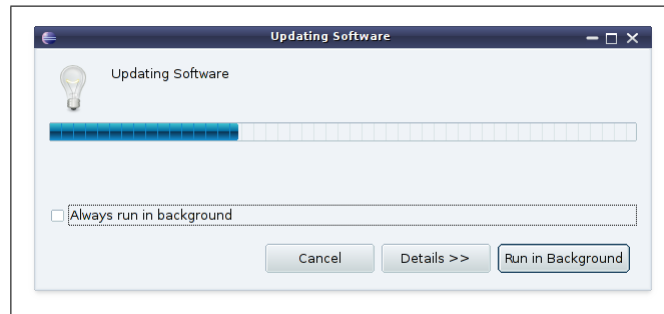 Updating Software
Updating Software
Always run in background
Cancel Details >> Run in Background